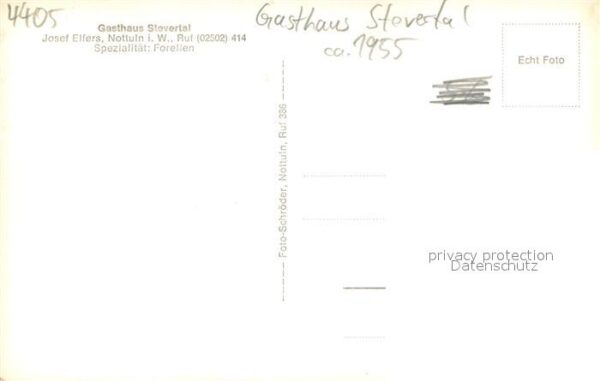 4405
Gasthaus Stevertal
ca. 1955
Gasthaus Stevertal
Josef Elfers, Nottuln i. W., Ruf (02502) 414
Spezialität: Forellen
Echt Foto
Foto-Schröder, Nottuln, Ruf 386
privacy protection
Datenschutz